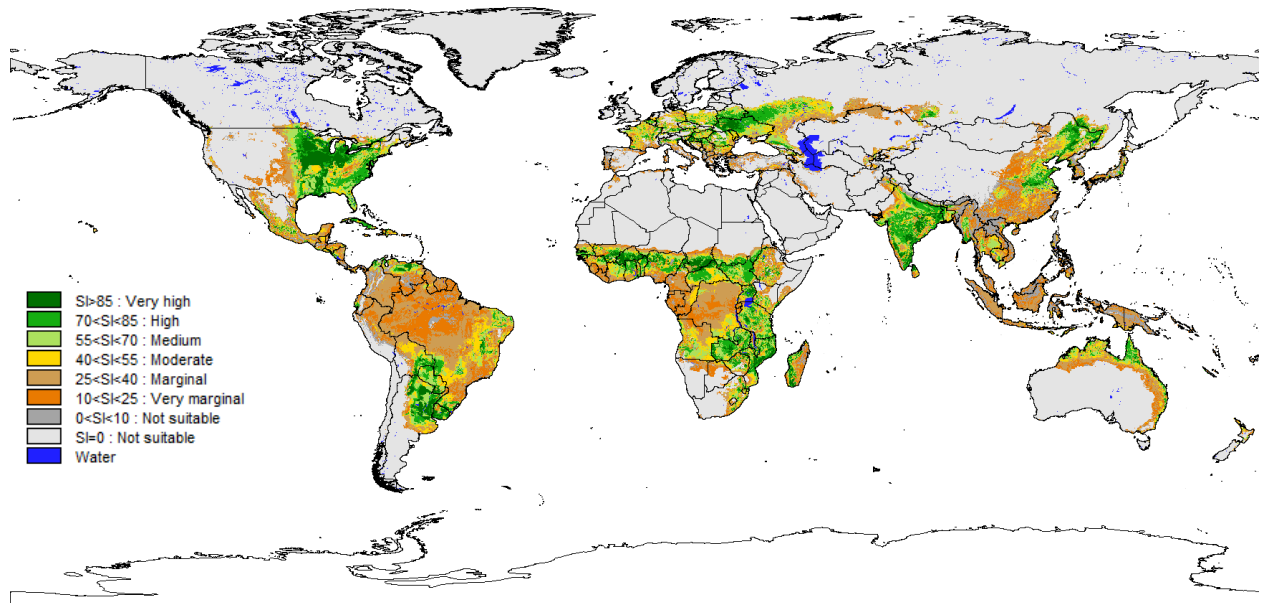 SI>85 : Very high
70<SI<85 : High
55<SI<70 : Medium
40<SI<55 : Moderate
25<SI<40 : Marginal
10<SI<25 : Very marginal
0<SI<10 : Not suitable
SI=0 : Not suitable
Water